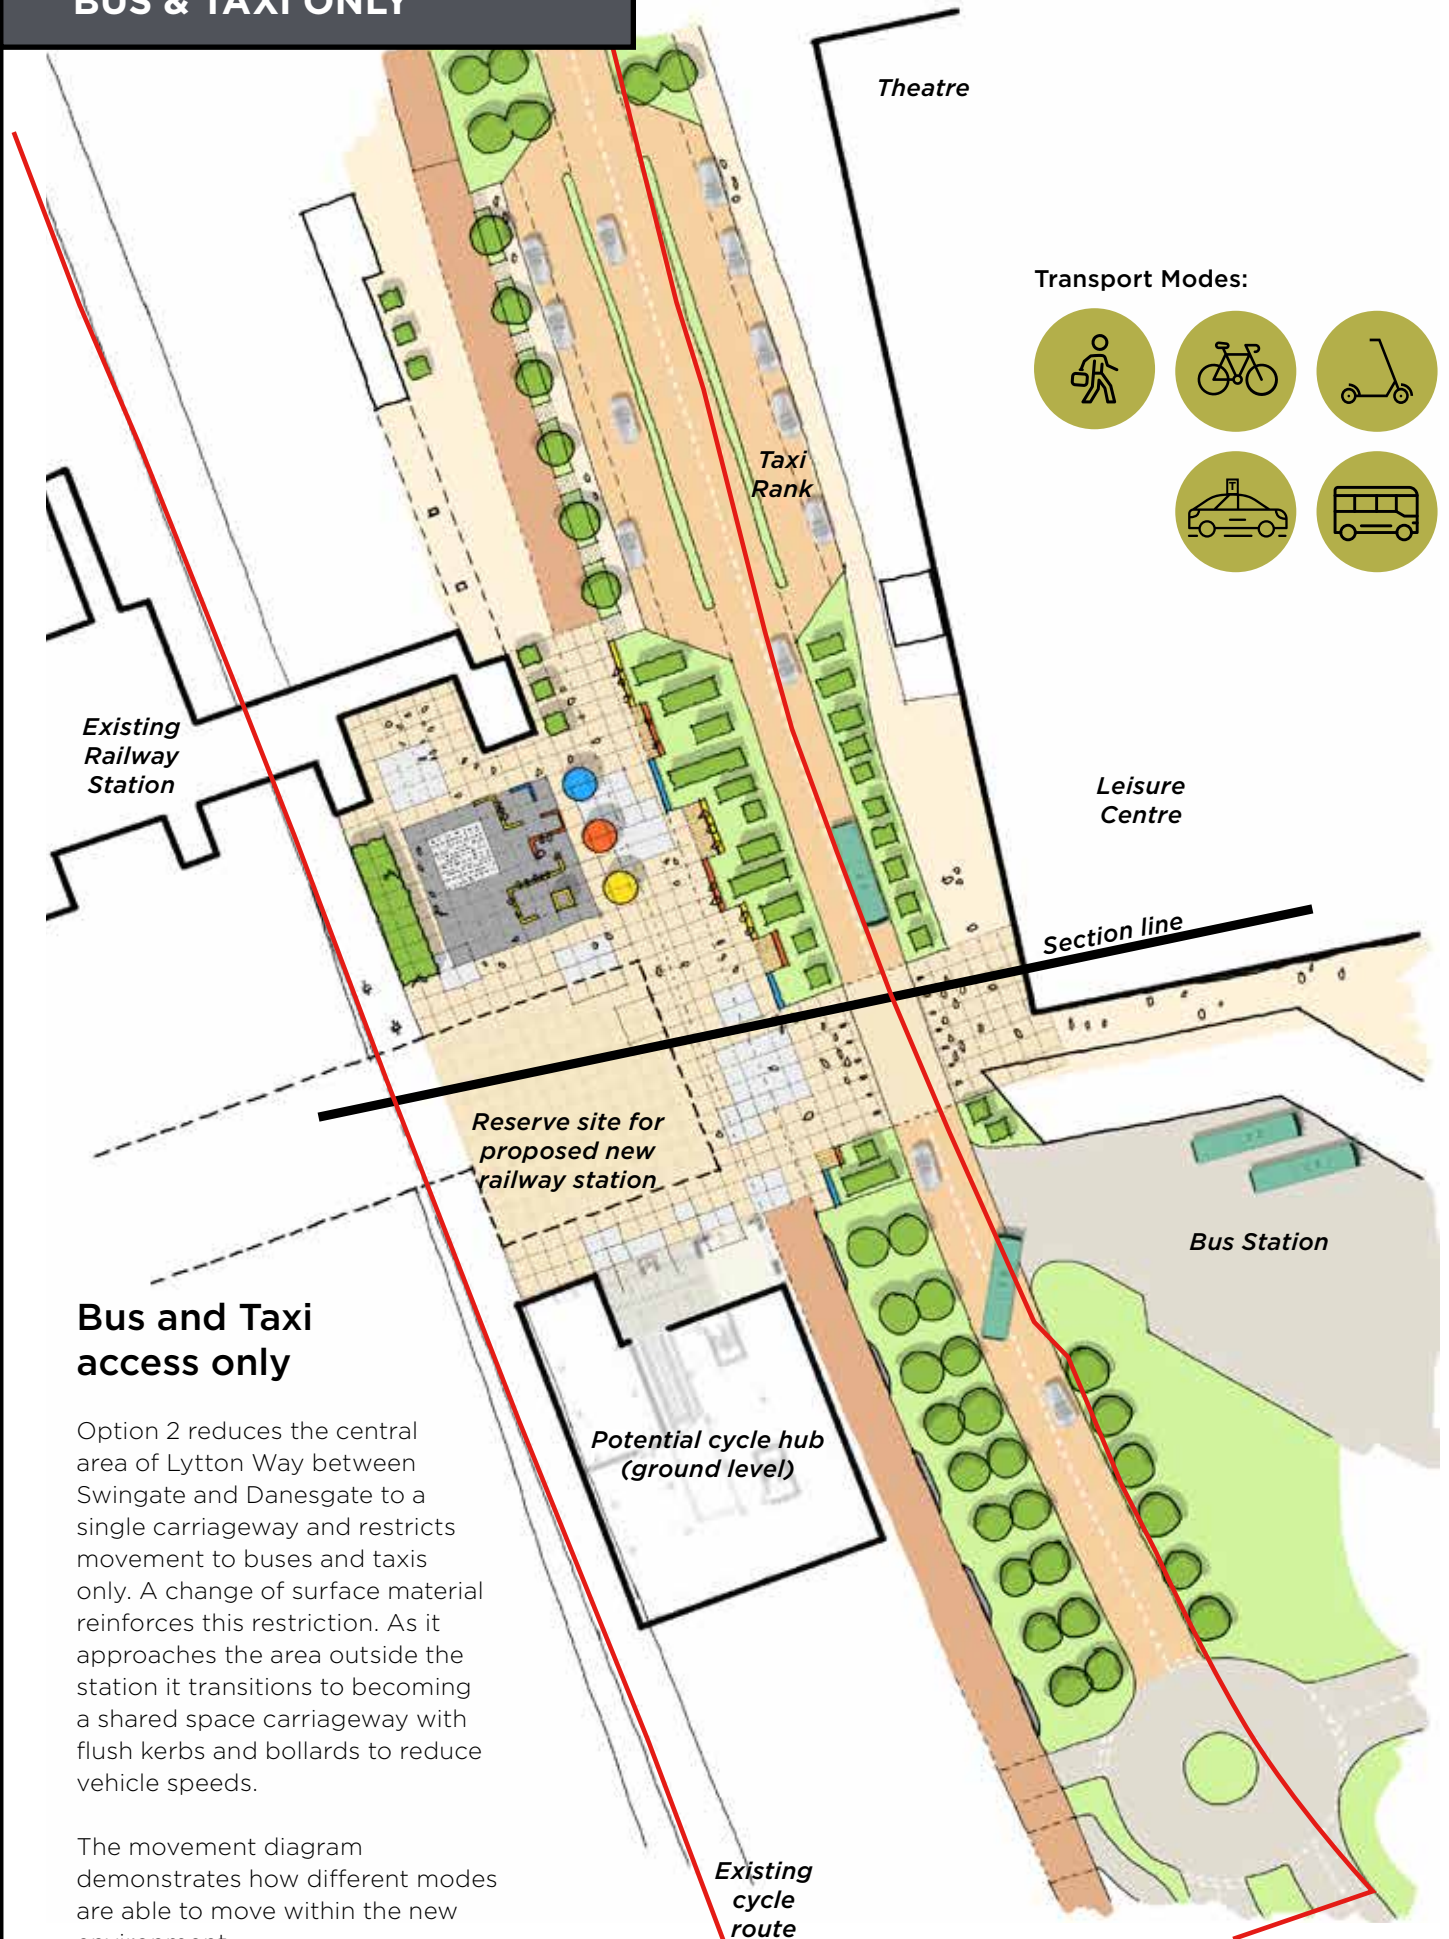 BUS & TAXI ONLY
Theatre
Transport Modes:
T
Taxi
Rank
Existing
Railway
Station
Leisure
Centre
Section line
Reserve site for
proposed new
railway station
Bus Station
Bus and Taxi
access only
Potential cycle hub
(ground level)
Option 2 reduces the central
area of Lytton Way between
Swingate and Danesgate to a
single carriageway and restricts
movement to buses and taxis
only. A change of surface material
reinforces this restriction. As it
approaches the area outside the
station it transitions to becoming
a shared space carriageway with
flush kerbs and bollards to reduce
vehicle speeds.
The movement diagram
demonstrates how different modes
are able to move within the new
environment
Existing
cycle
route